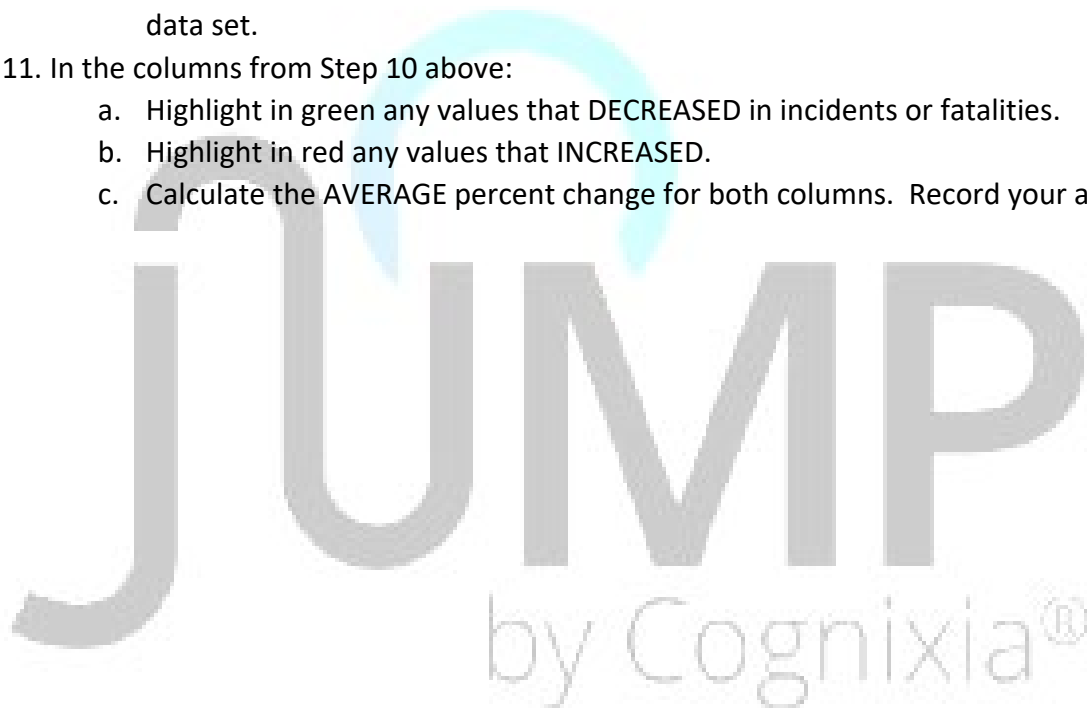 data set.
11. In the columns from Step 10 above:
a. Highlight in green any values that DECREASED in incidents or fatalities.
b. Highlight in red any values that INCREASED.
c. Calculate the AVERAGE percent change for both columns. Record your a
jUMP
by Cognixia®